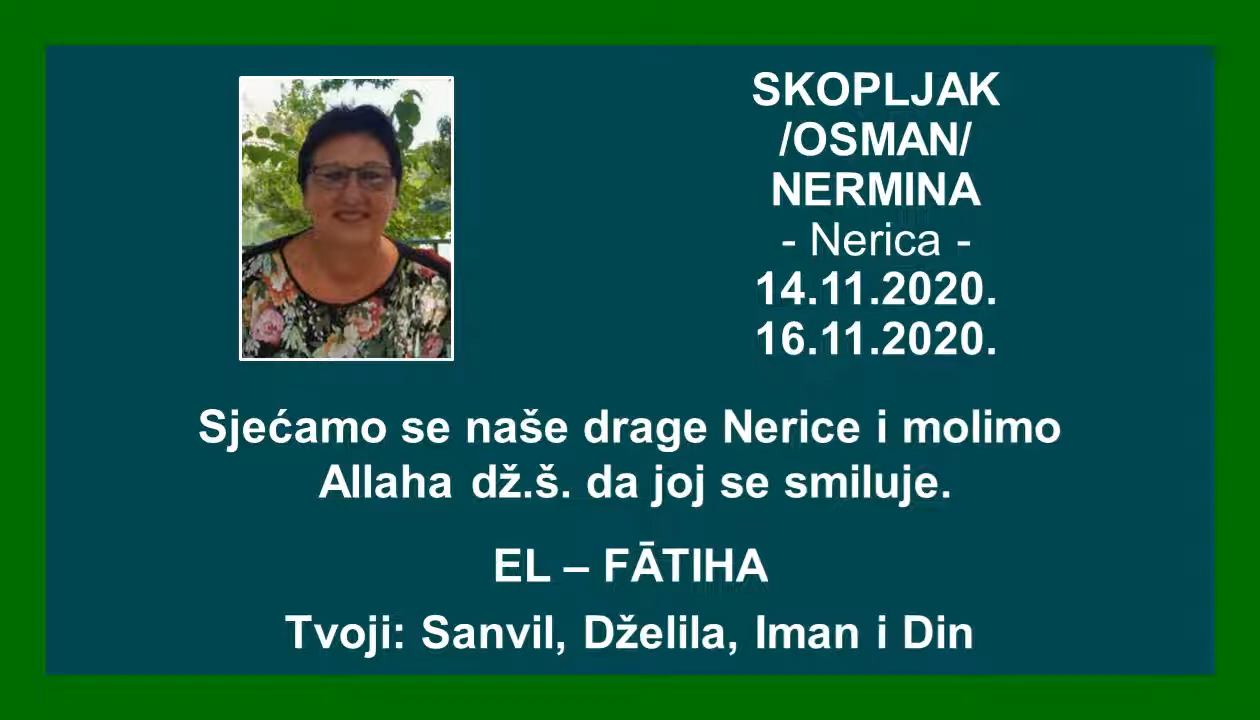 SKOPLJAK
/OSMAN/
NERMINA
- Nerica -
14.11.2020.
16.11.2020.
Sjećamo se naše drage Nerice i molimo
Allaha dž.š. da joj se smiluje.
EL – FĀTIHA
Tvoji: Sanvil, Dželila, Iman i Din